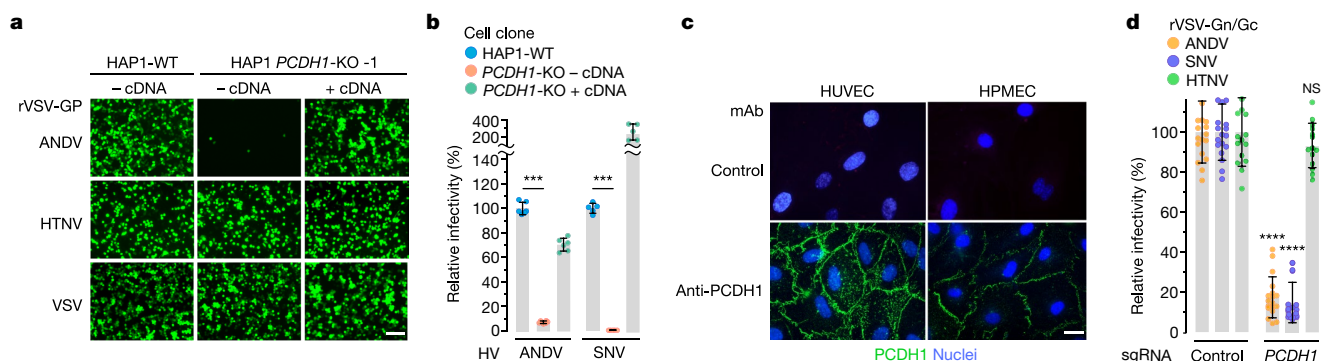 a
HAP1-WT HAP1 PCDH1-KO -1
– cDNA – cDNA + cDNA
rVSV-GP
ANDV
HTNV
VSV
b
Cell clone
HAP1-WT
PCDH1-KO – cDNA
PCDH1-KO + cDNA
Relative infectivity (%)
400
200
140
120
100
80
60
40
20
0
*** ***
HV ANDV SNV
c
HUVEC HPMEC
mAb
Control
Anti-PCDH1
PCDH1 Nuclei
d
rVSV-Gn/Gc
ANDV
SNV
HTNV
NS
Relative infectivity (%)
100
80
60
40
20
0
**** ****
sgRNA Control PCDH1